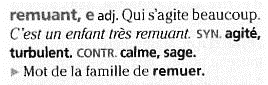 remuant, e adj. Qui s'agite beaucoup.
C'est un enfant très remuant. SYN. agité,
turbulent. CONTR. calme, sage.
▶ Mot de la famille de remuer.